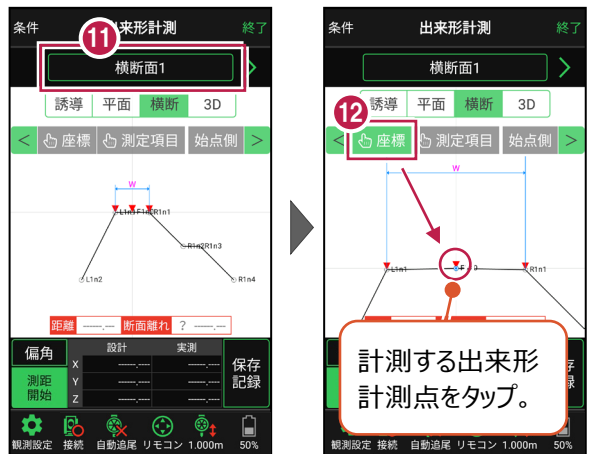 条件 出来形計測 終了
11
横断面1 >
誘導 平面 横断 3D
< 座標 測定項目 始点側 >
W
L1n1 F1n0 R1n1
R1n2R1n3
L1n2 R1n4
距離 ---.--- 断面離れ ? ---.---
偏角 設計 実測
X ---.--- ---.---
測距開始 Y ---.--- ---.--- 保存記録
Z ---.--- ---.---
観測設定 接続 自動追尾 リモコン 1.000m 50%
条件 出来形計測 終了
横断面1 >
12
誘導 平面 横断 3D
< 座標 測定項目 始点側 >
W
L1n1 R1n1
計測する出来形
計測点をタップ。
観測設定 接続 自動追尾 リモコン 1.000m 50%